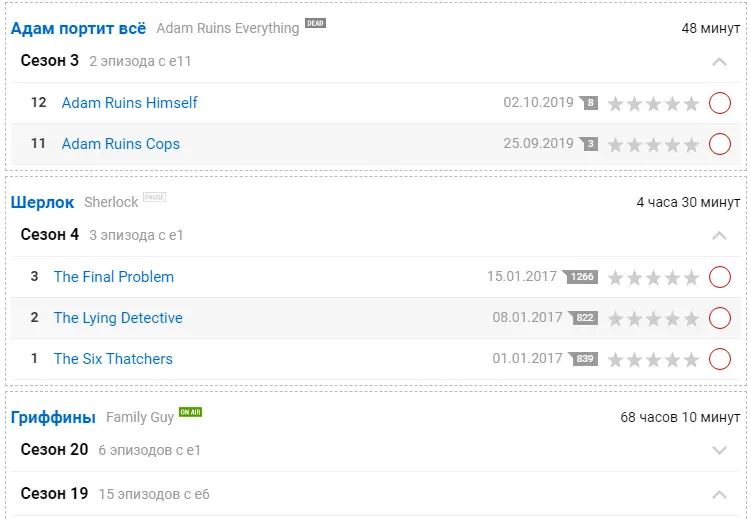 Адам портит всё Adam Ruins Everything DEAD 48 минут
Сезон 3 2 эпизода с e11
12 Adam Ruins Himself 02.10.2019 8
11 Adam Ruins Cops 25.09.2019 3
Шерлок Sherlock PAUSE 4 часа 30 минут
Сезон 4 3 эпизода с e1
3 The Final Problem 15.01.2017 1266
2 The Lying Detective 08.01.2017 822
1 The Six Thatchers 01.01.2017 839
Гриффины Family Guy ON AIR 68 часов 10 минут
Сезон 20 6 эпизодов с e1
Сезон 19 15 эпизодов с e6